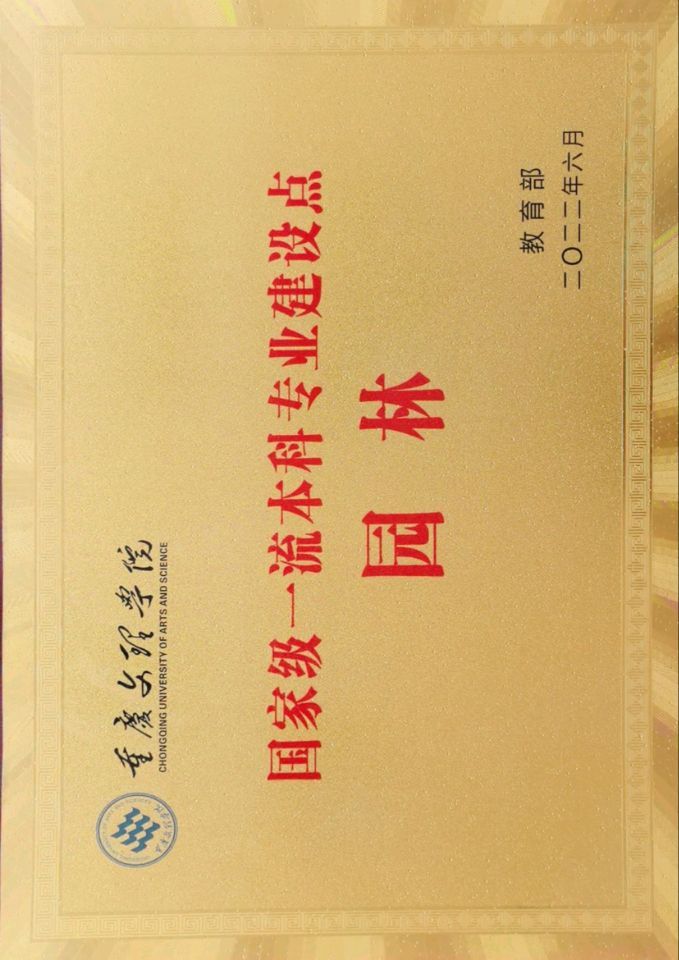 重庆文理学院
CHONGQING UNIVERSITY OF ARTS AND SCIENCE
国家级一流本科专业建设点
园林
教育部
二〇二二年六月